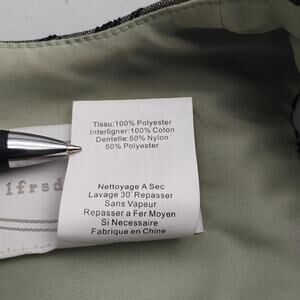 Tissu:100% Polyester
Interligner:100% Coton
Dentelle:50% Nylon
50% Polyester
Nettoyage A Sec
Lavage 30° Repasser
Sans Vapeur
Repasser a Fer Moyen
Si Necessaire
Fabrique en Chine
lfred